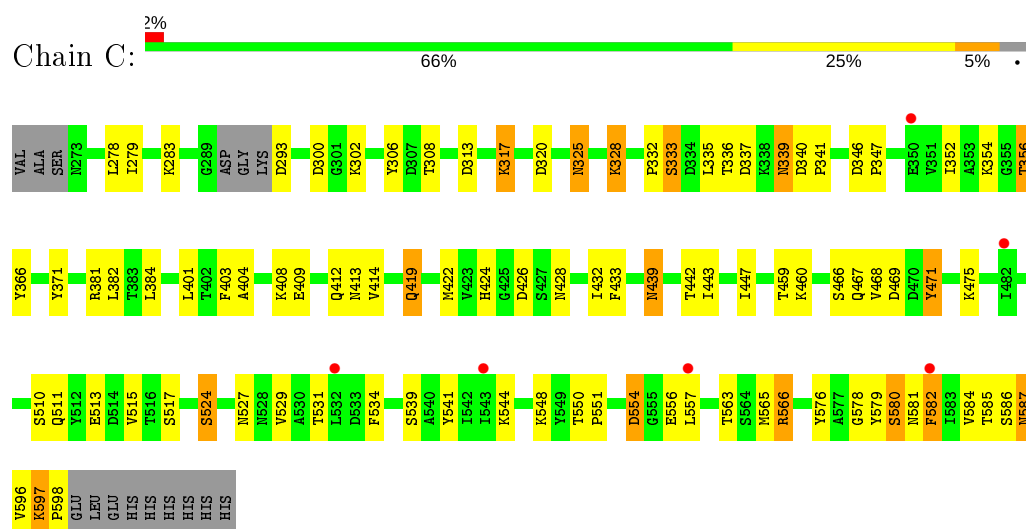 2%
Chain C:
66% 25% 5% •
VAL ALA SER N273 L278 I279 K283 G289 ASP GLY LYS D293 D300 G301 K302 Y306 D307 T308 D313 K317 D320 N325 K328 P332 S333 D334 L335 T336 D337 K338 N339 D340 P341 D346 P347 E350 V351 I352 A353 K354 G355 T356
Y366 Y371 R381 L382 T383 L384 L401 T402 F403 A404 K408 E409 Q412 N413 V414 Q419 M422 V423 H424 G425 D426 S427 N428 I432 F433 N439 T442 I443 I447 T459 K460 S466 Q467 V468 D469 D470 Y471 K475 I482
S510 Q511 Y512 E513 D514 V515 T516 S517 S524 N527 N528 V529 A530 T531 L532 D533 F534 S539 A540 Y541 I542 I543 K544 K548 Y549 T550 P551 D554 G555 E556 L557 T563 S564 M565 R566 Y576 A577 G578 Y579 S580 N581 F582 I583 V584 T585 S586 N587
V596 K597 P598 GLU LEU GLU HIS HIS HIS HIS HIS HIS